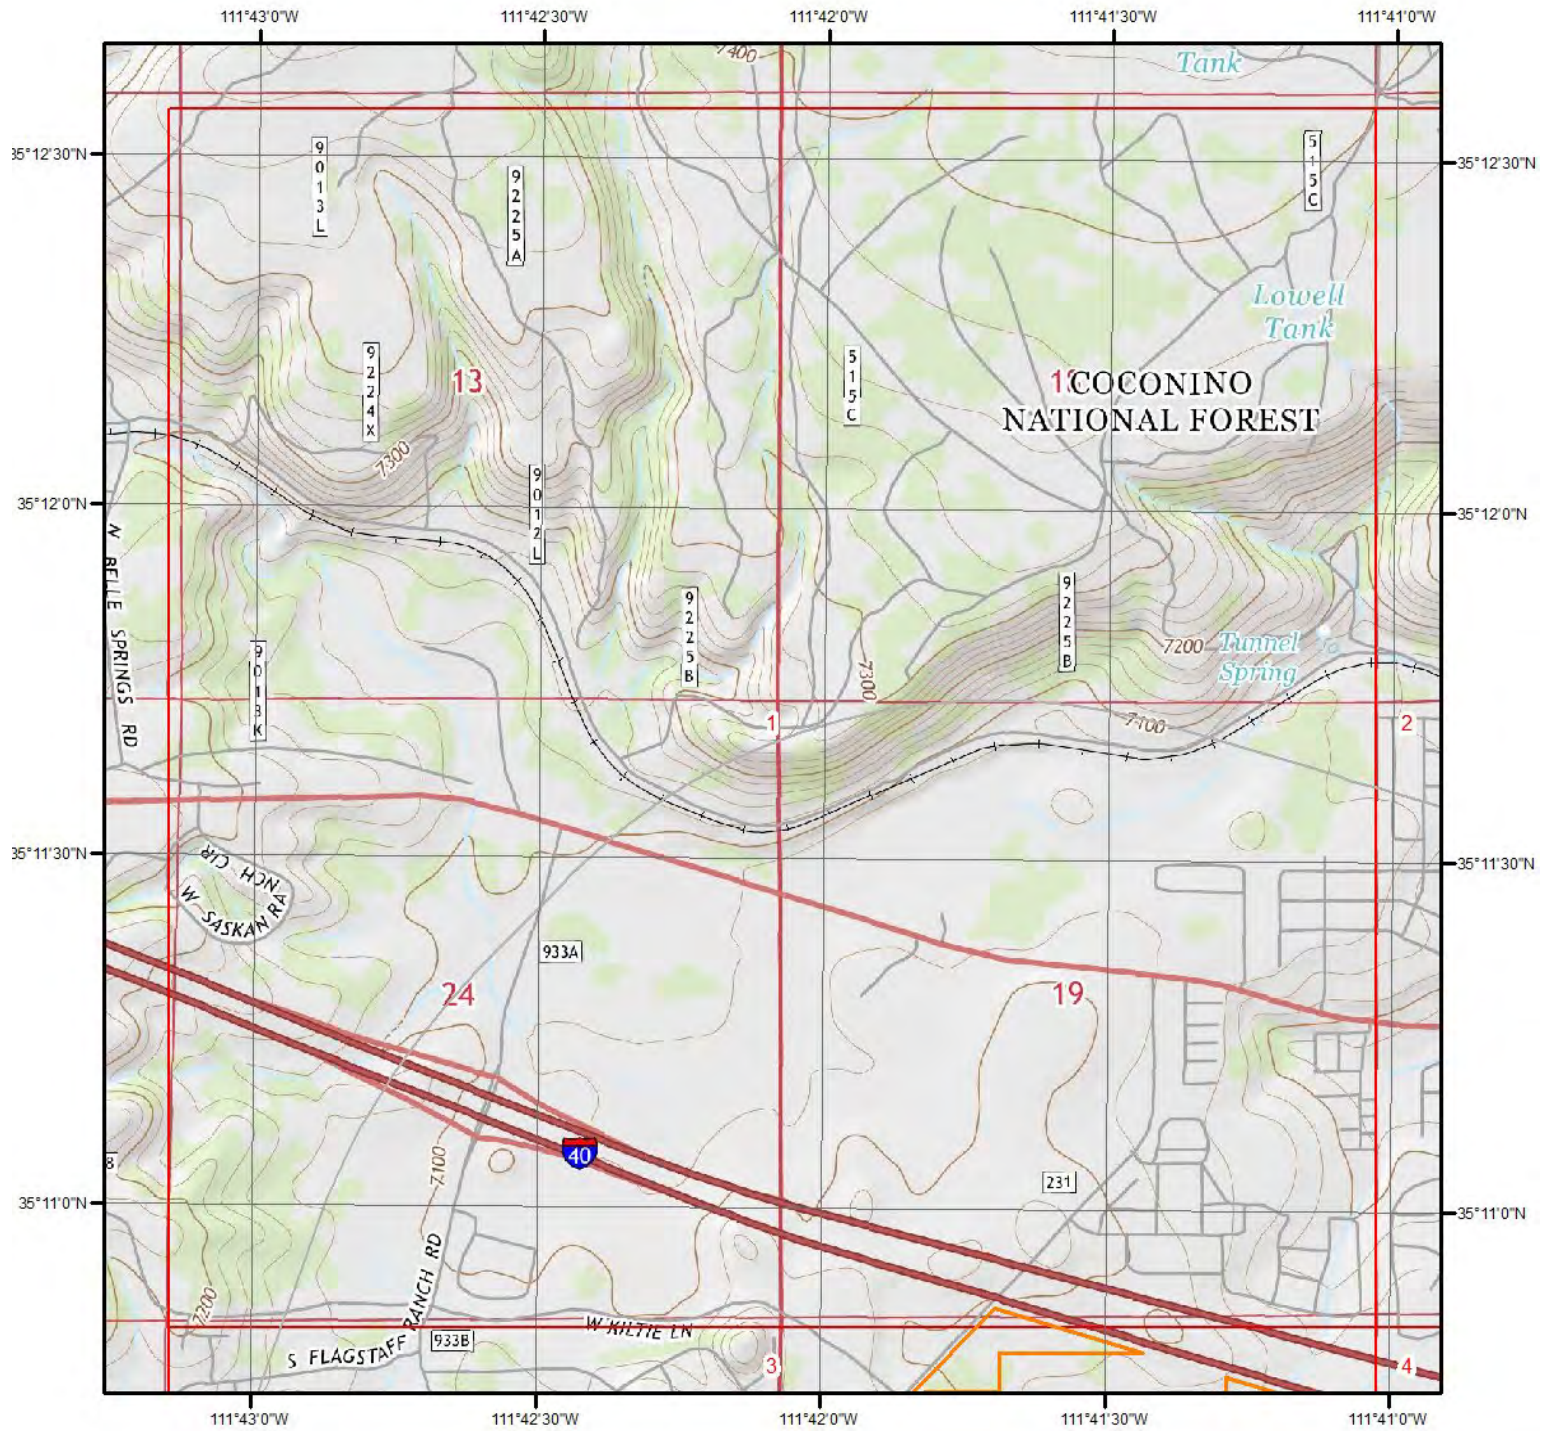 111°43'0"W
111°42'30"W
111°42'0"W
111°41'30"W
111°41'0"W
7400
Tank
35°12'30"N
35°12'30"N
9013L
9225A
515C
Lowell
Tank
9224X
13
515C
COCONINO
NATIONAL FOREST
7300
9012L
35°12'0"N
35°12'0"N
N BELLE SPRINGS RD
9225B
9225B
7200
Tunnel
Spring
9013K
7300
7100
1
2
35°11'30"N
35°11'30"N
W SASKAN RANCH CIR
933A
24
19
40
7100
231
35°11'0"N
35°11'0"N
7200
S FLAGSTAFF RANCH RD
933B
W KILTIE LN
3
4
111°43'0"W
111°42'30"W
111°42'0"W
111°41'30"W
111°41'0"W